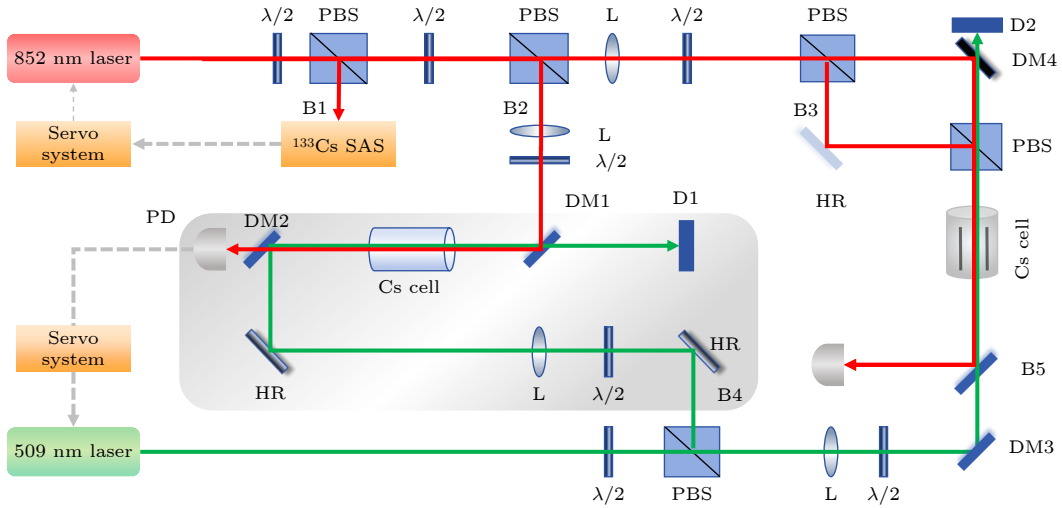 λ/2
PBS
λ/2
PBS
L
λ/2
PBS
D2
852 nm laser
DM4
B1
B2
B3
Servo
system
¹³³Cs SAS
L
λ/2
PBS
HR
PD
DM2
DM1
D1
Cs cell
Cs cell
Servo
system
HR
HR
L
λ/2
B4
B5
509 nm laser
DM3
λ/2
PBS
L
λ/2